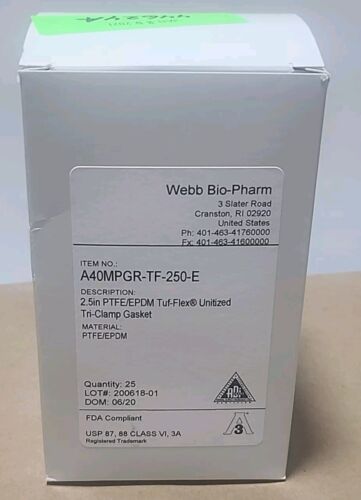 44624A
Webb Bio-Pharm
3 Slater Road
Cranston, RI 02920
United States
Ph: 401-463-41760000
Fx: 401-463-41600000
ITEM NO.:
A40MPGR-TF-250-E
2.5in PTFE/EPDM Tuf-Flex® Unitized
Tri-Clamp Gasket
MATERIAL:
PTFE/EPDM
Quantity: 25
LOT#: 200618-01
DOM: 06/20
FDA Compliant
USP 87, 88 CLASS VI, 3A
Registered Trademark
3